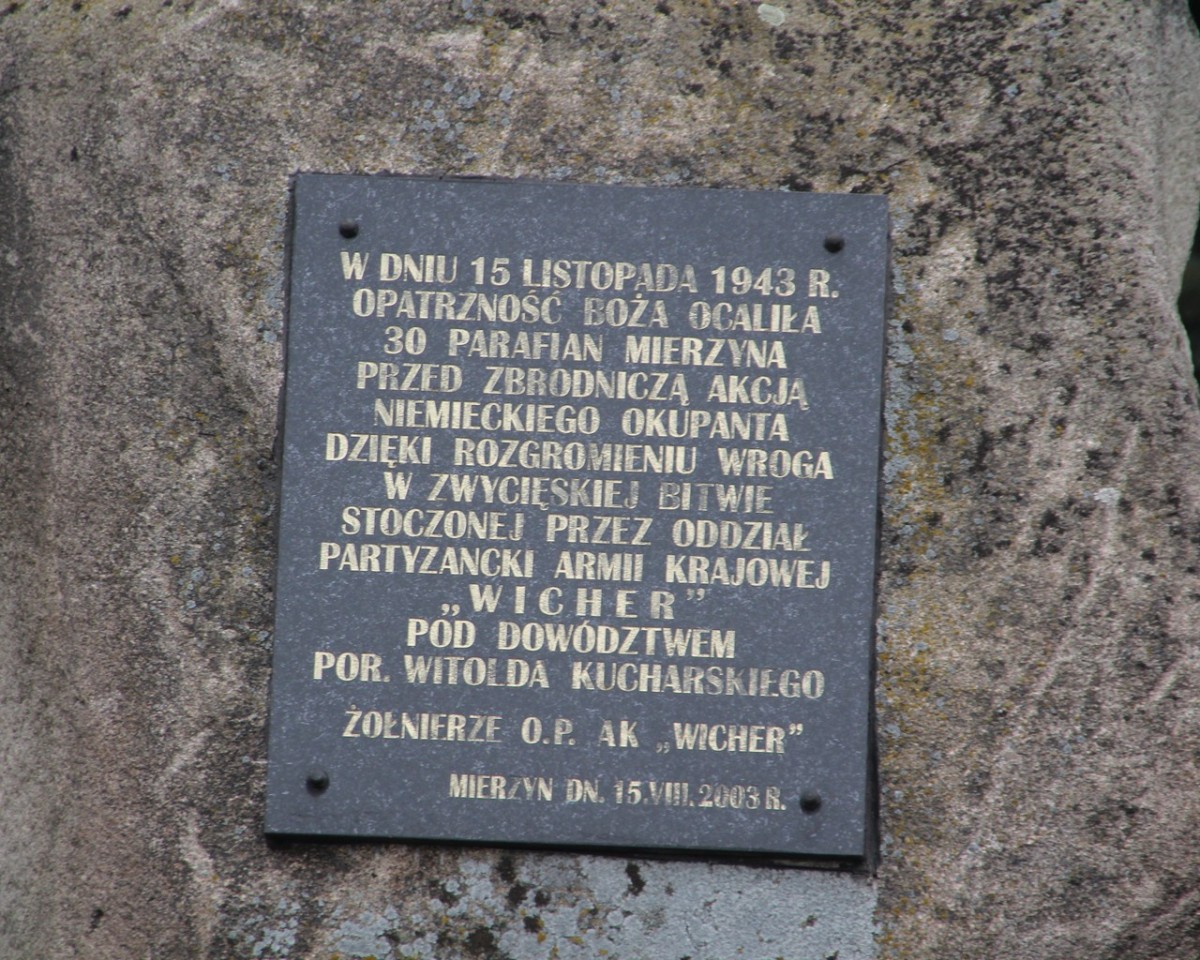 W DNIU 15 LISTOPADA 1943 R.
OPATRZNOŚĆ BOŻA OCALIŁA
30 PARAFIAN MIERZYNA
PRZED ZBRODNICZĄ AKCJĄ
NIEMIECKIEGO OKUPANTA
DZIĘKI ROZGROMIENIU WROGA
W ZWYCIĘSKIEJ BITWIE
STOCZONEJ PRZEZ ODDZIAŁ
PARTYZANCKI ARMII KRAJOWEJ
„WICHER”
POD DOWÓDZTWEM
POR. WITOLDA KUCHARSKIEGO
ŻOŁNIERZE O.P. AK „WICHER”
MIERZYN DN. 15.VIII.2003 R.